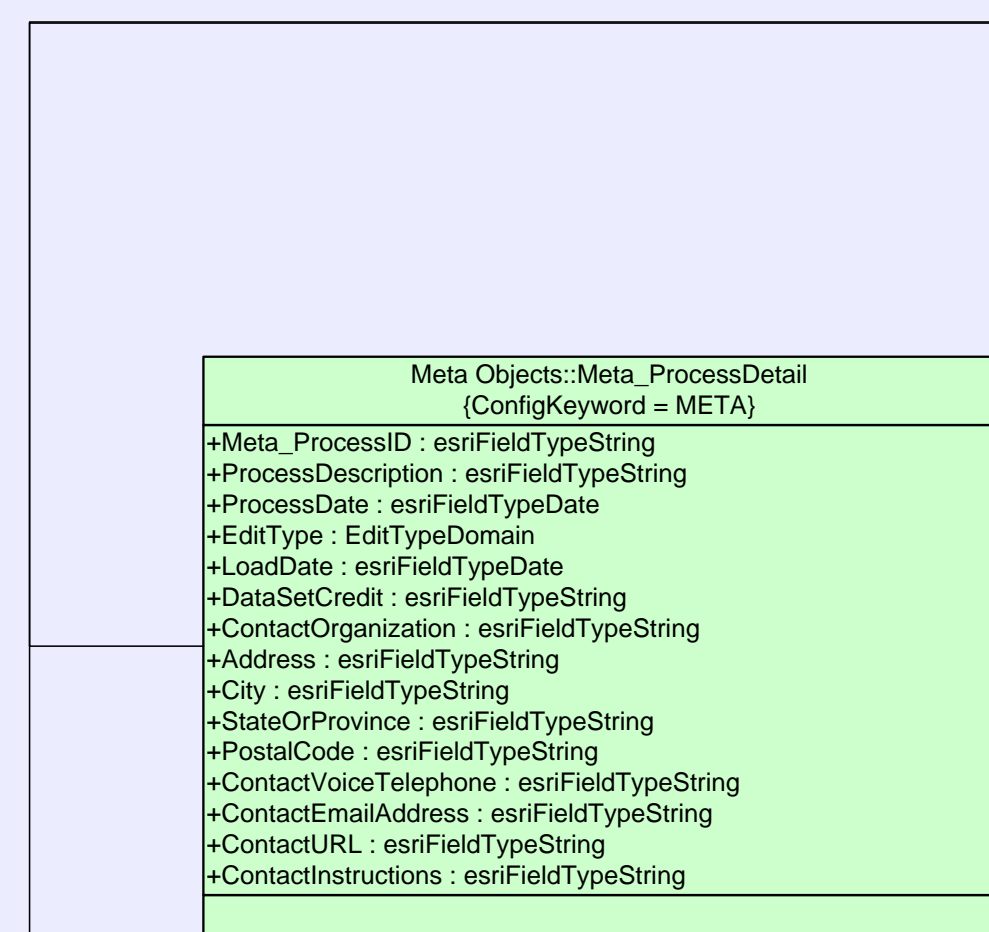 Meta Objects::Meta_ProcessDetail
{ConfigKeyword = META}
+Meta_ProcessID : esriFieldTypeString
+ProcessDescription : esriFieldTypeString
+ProcessDate : esriFieldTypeDate
+EditType : EditTypeDomain
+LoadDate : esriFieldTypeDate
+DataSetCredit : esriFieldTypeString
+ContactOrganization : esriFieldTypeString
+Address : esriFieldTypeString
+City : esriFieldTypeString
+StateOrProvince : esriFieldTypeString
+PostalCode : esriFieldTypeString
+ContactVoiceTelephone : esriFieldTypeString
+ContactEmailAddress : esriFieldTypeString
+ContactURL : esriFieldTypeString
+ContactInstructions : esriFieldTypeString